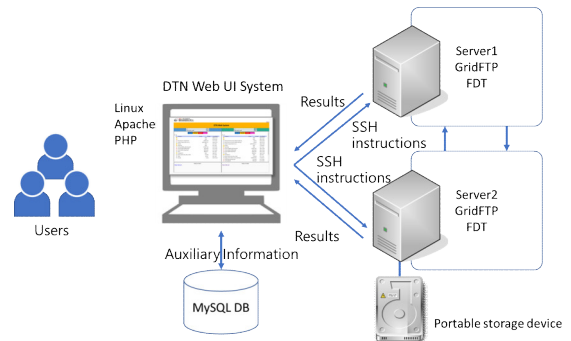 DTN Web UI System
Linux
Apache
PHP
Users
Results
SSH
instructions
SSH
instructions
Results
Auxiliary Information
MySQL DB
Server1
GridFTP
FDT
Server2
GridFTP
FDT
Portable storage device